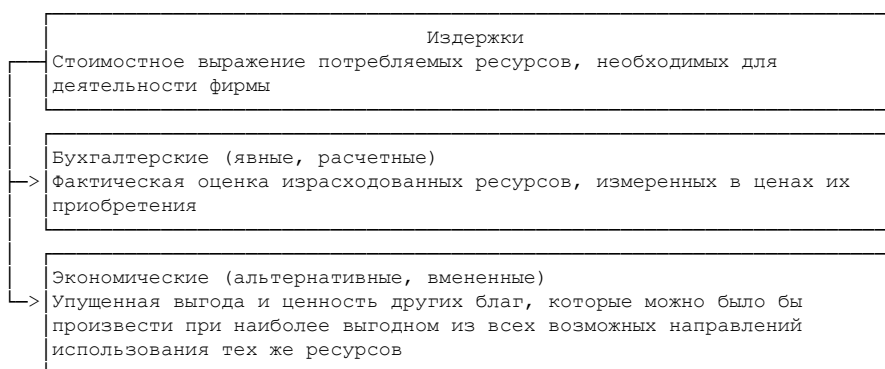 Издержки
Стоимостное выражение потребляемых ресурсов, необходимых для
деятельности фирмы
Бухгалтерские (явные, расчетные)
Фактическая оценка израсходованных ресурсов, измеренных в ценах их
приобретения
Экономические (альтернативные, вмененные)
Упущенная выгода и ценность других благ, которые можно было бы
произвести при наиболее выгодном из всех возможных направлений
использования тех же ресурсов